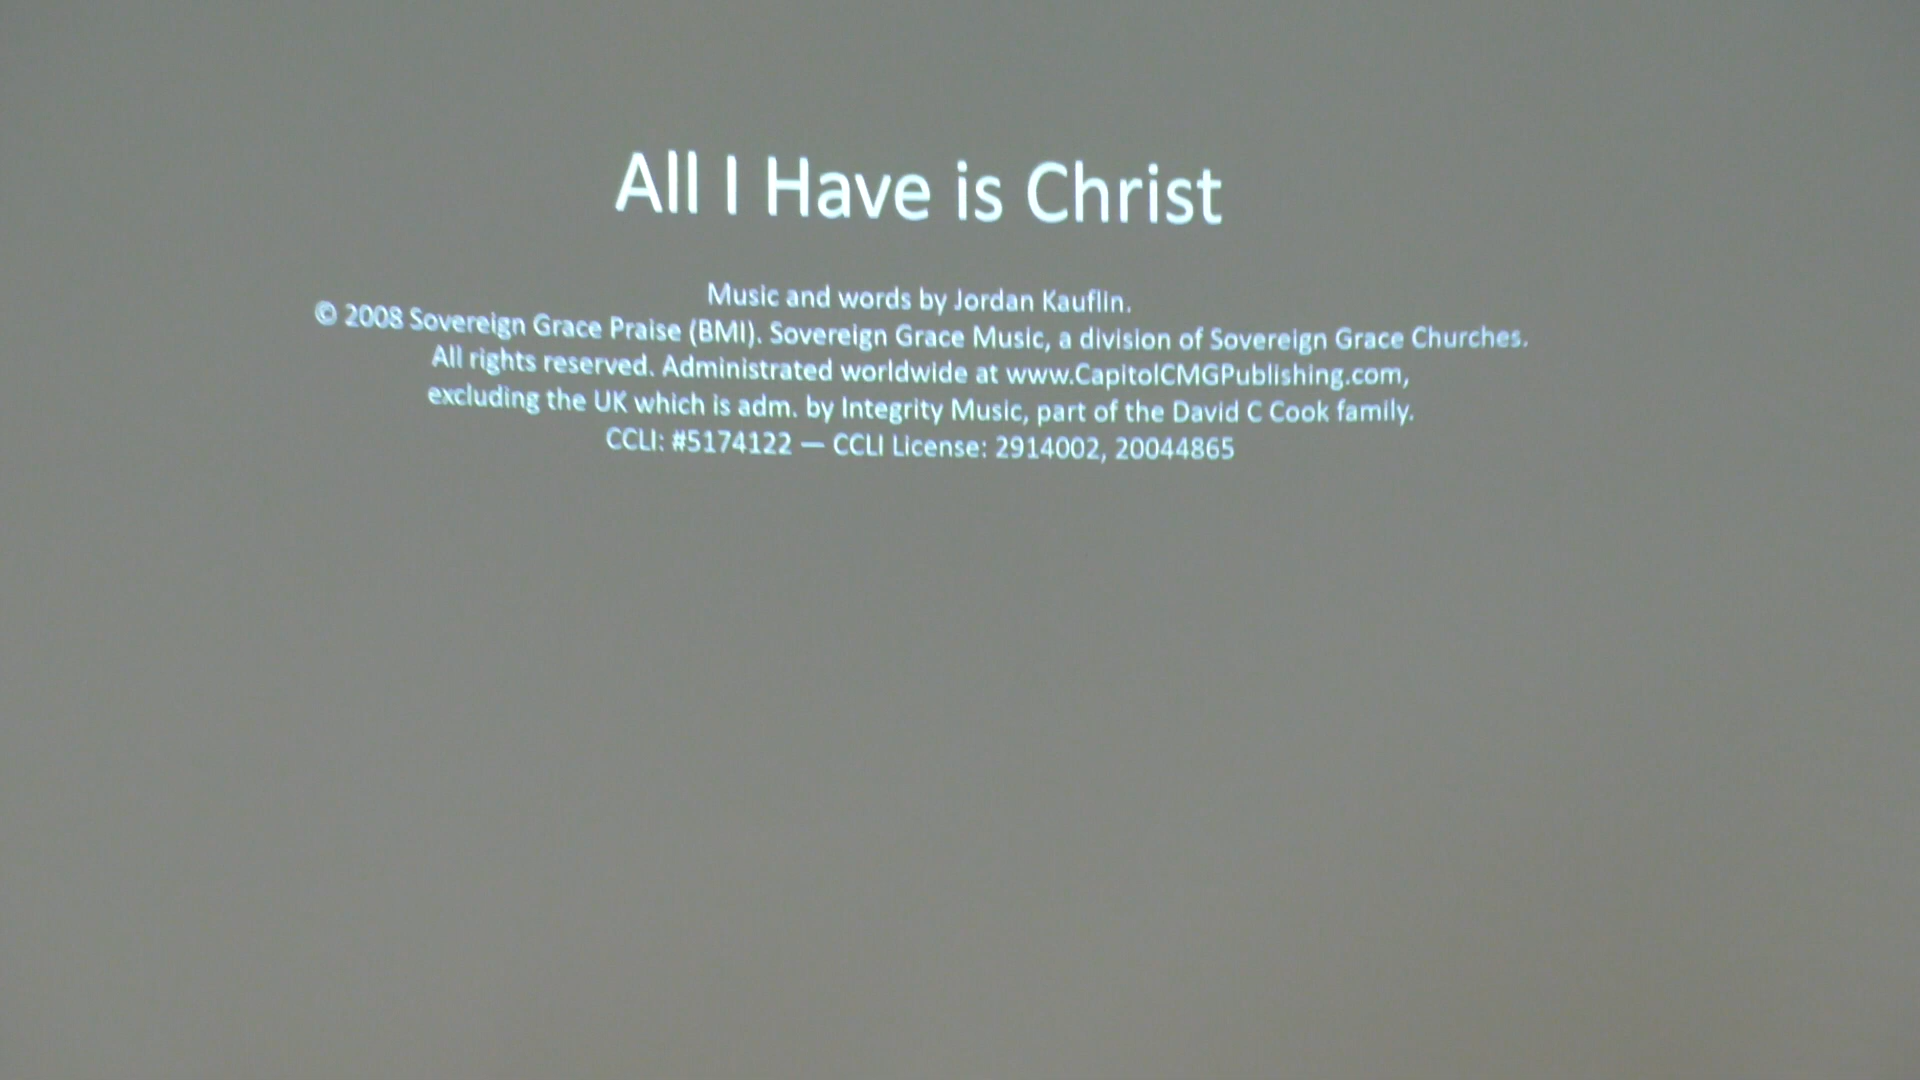 All I Have is Christ
Music and words by Jordan Kauflin.
© 2008 Sovereign Grace Praise (BMI). Sovereign Grace Music, a division of Sovereign Grace Churches.
All rights reserved. Administrated worldwide at www.CapitolCMGPublishing.com,
excluding the UK which is adm. by Integrity Music, part of the David C Cook family.
CCLI: #5174122 — CCLI License: 2914002, 20044865